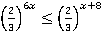 (2/3)^{6x} ≤ (2/3)^{x+8}